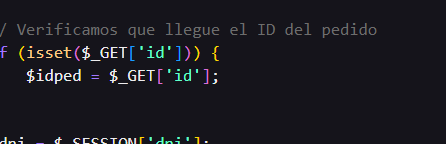 / Verificamos que llegue el ID del pedido
f (isset($_GET['id'])) {
$idped = $_GET['id'];
dni = $_SESSION['dni'];